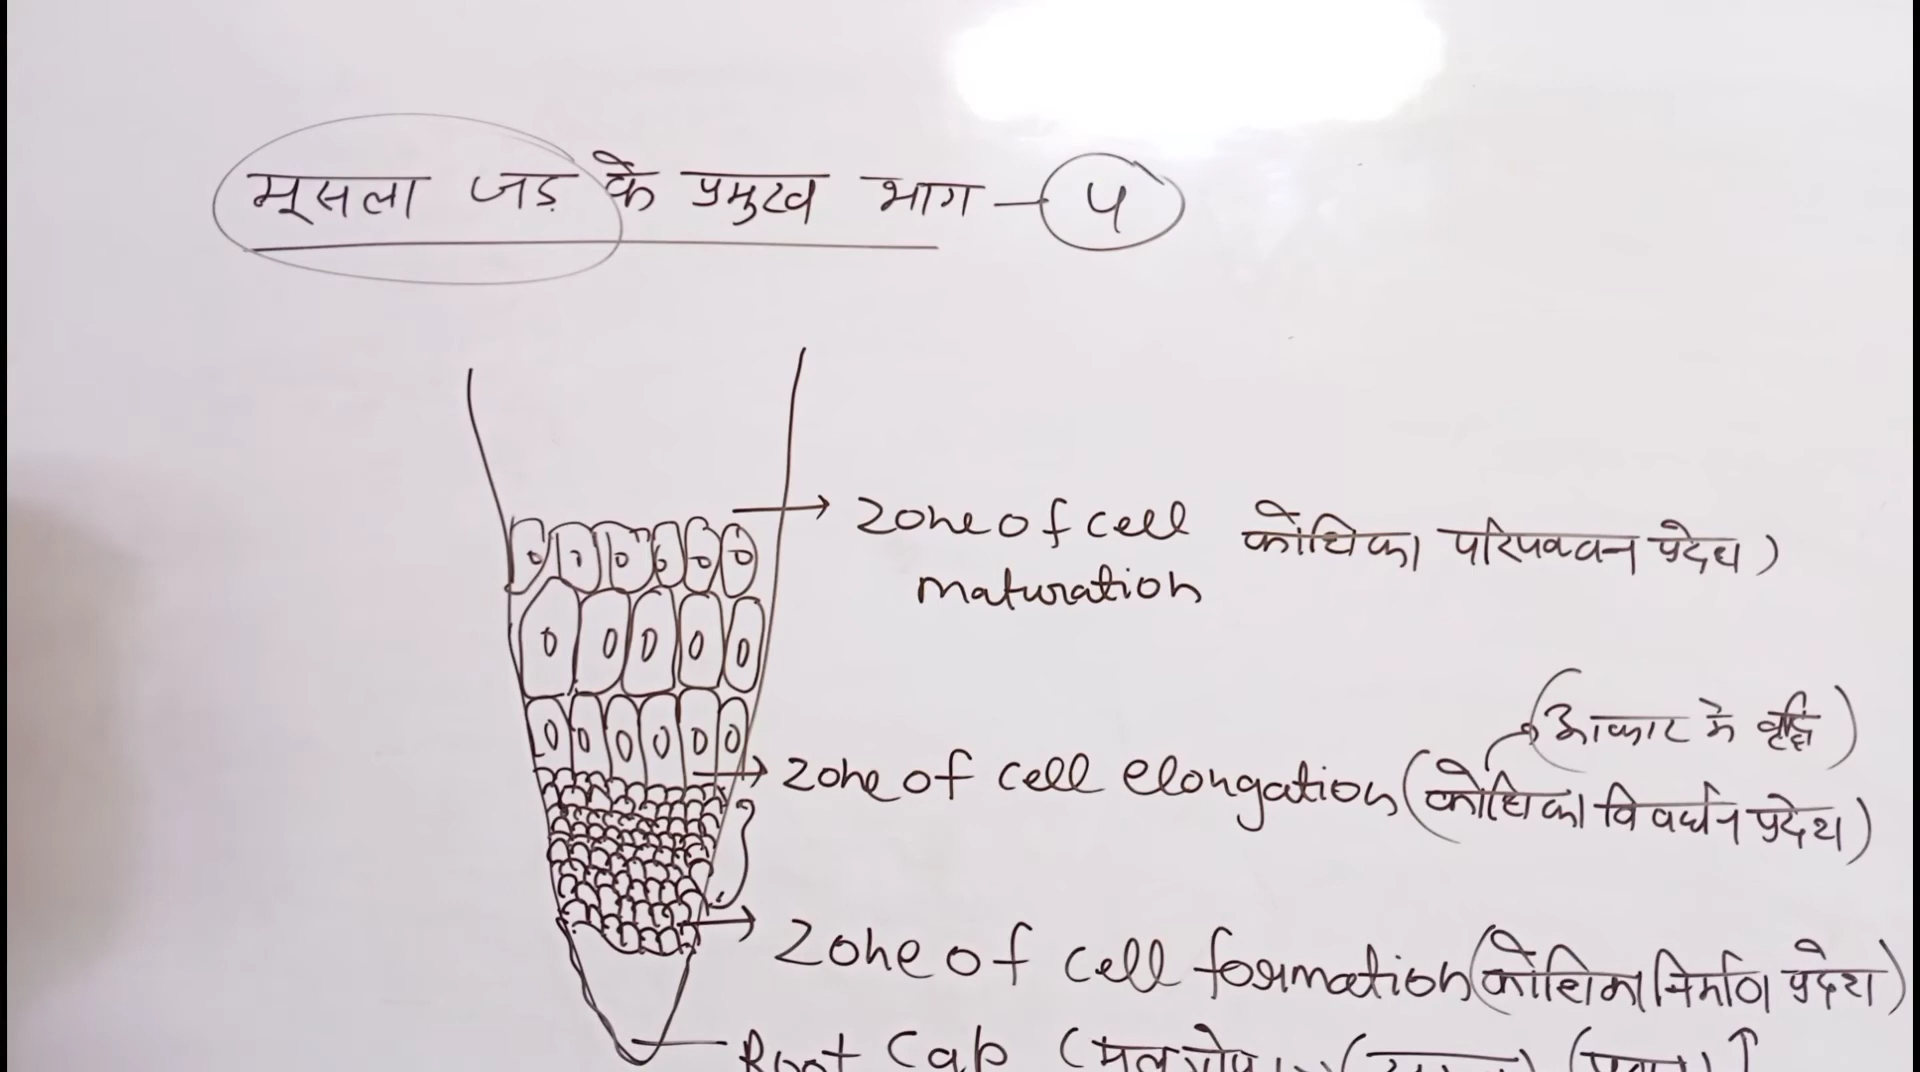 मूसला जड़ के प्रमुख भाग – 4
Zone of cell कोशिका परिपक्वन प्रदेश)
maturation
(आकार मे वृद्धि)
Zone of cell elongation (कोशिका विवर्धन प्रदेश)
Zone of cell formation (कोशिका निर्माण प्रदेश)
Root Cap (